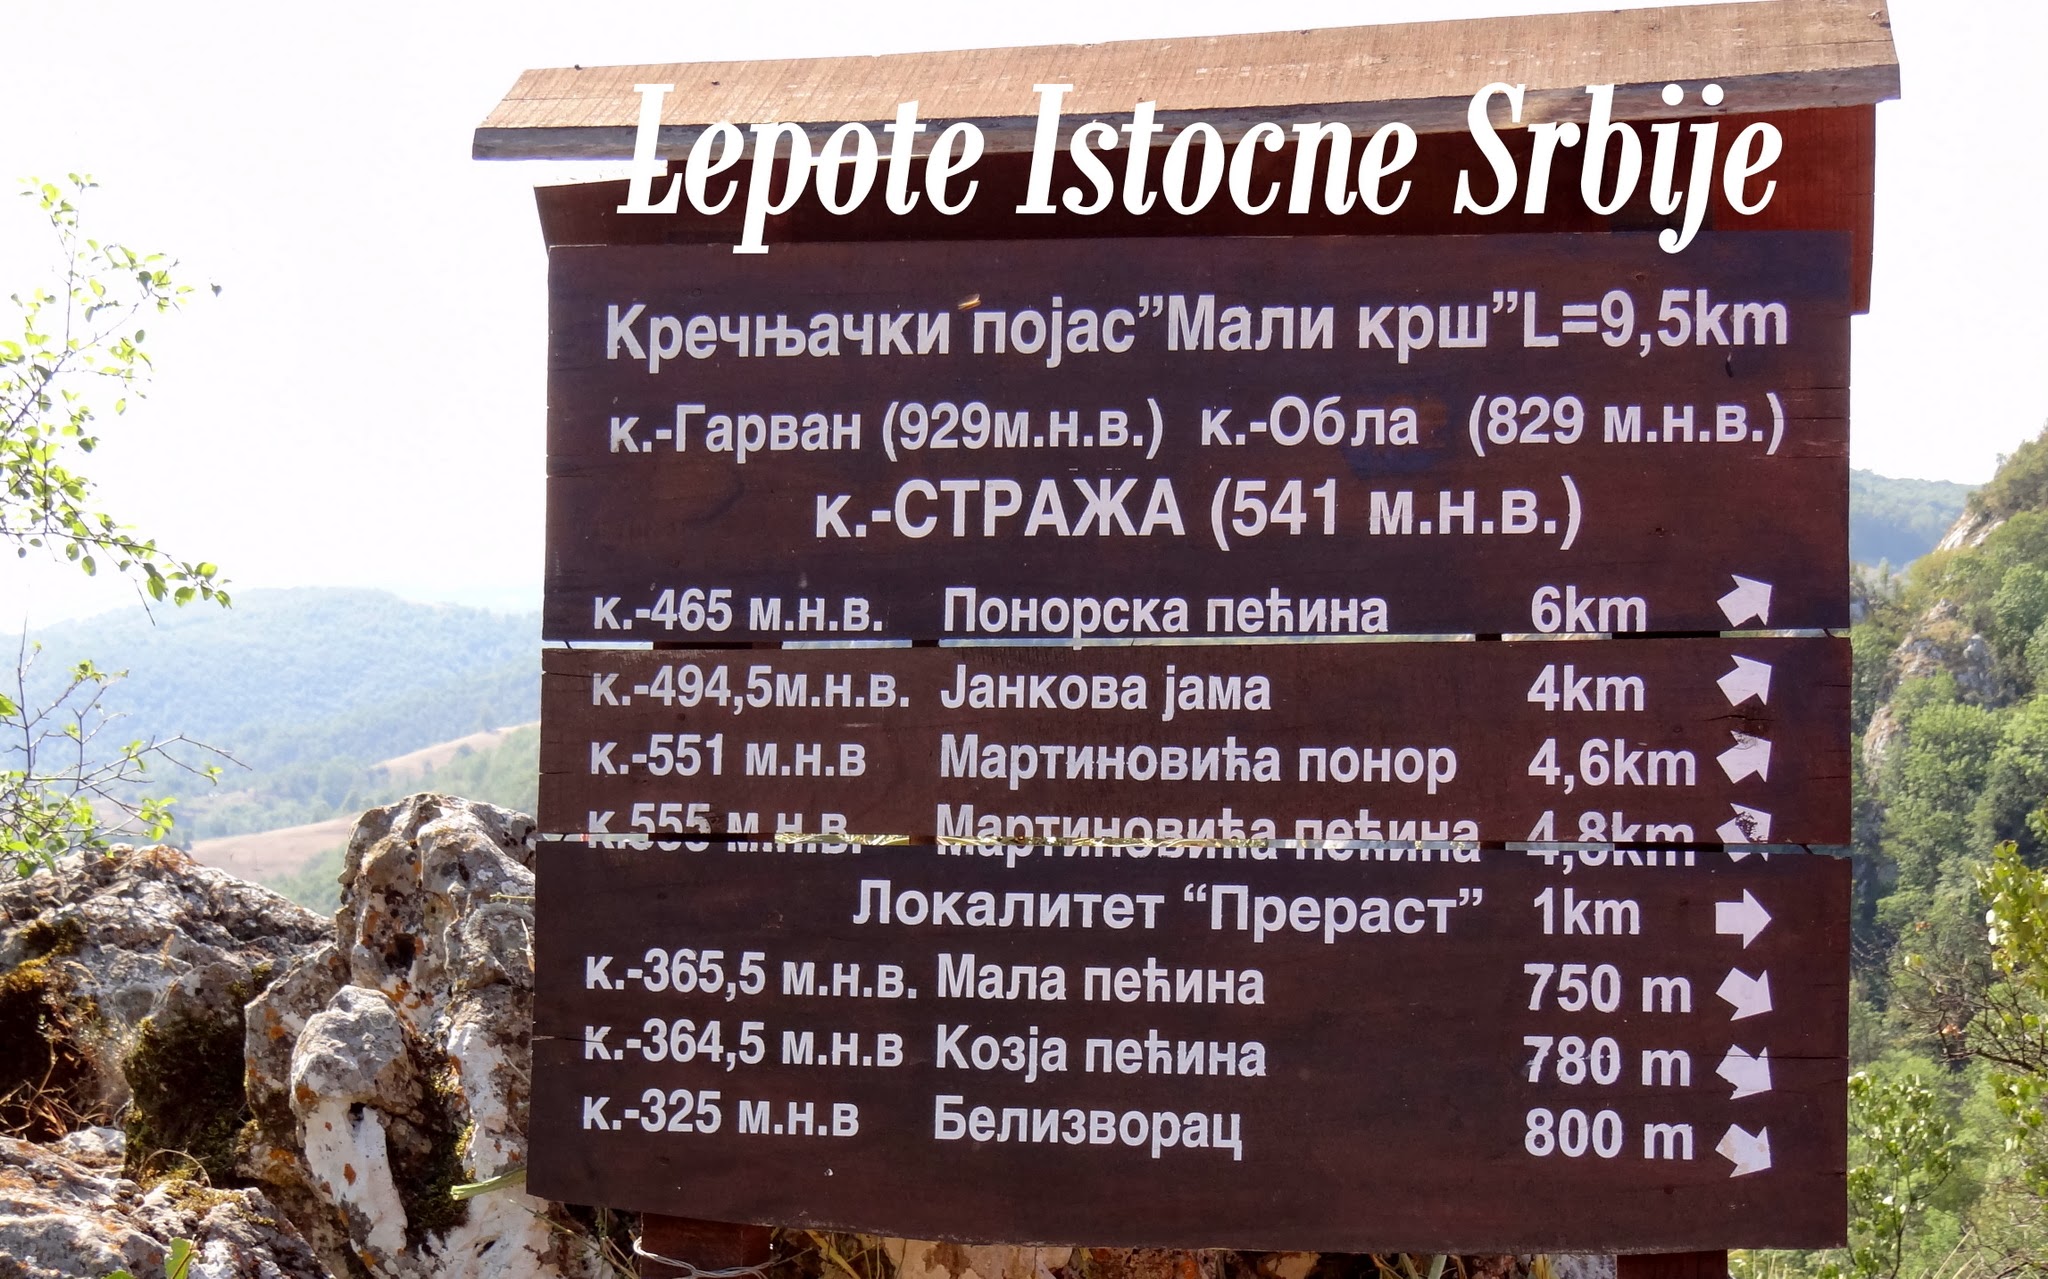 Lepote Istocne Srbije
Кречњачки појас”Мали крш”L=9,5km
к.-Гарван (929м.н.в.) к.-Обла (829 м.н.в.)
к.-СТРАЖА (541 м.н.в.)
к.-465 м.н.в. Понорска пећина 6km
к.-494,5м.н.в. Јанкова јама 4km
к.-551 м.н.в Мартиновића понор 4,6km
к.555 м.н.в. Мартиновића пећина 4,8km
Локалитет “Прераст” 1km
к.-365,5 м.н.в. Мала пећина 750 m
к.-364,5 м.н.в Козја пећина 780 m
к.-325 м.н.в Белизворац 800 m